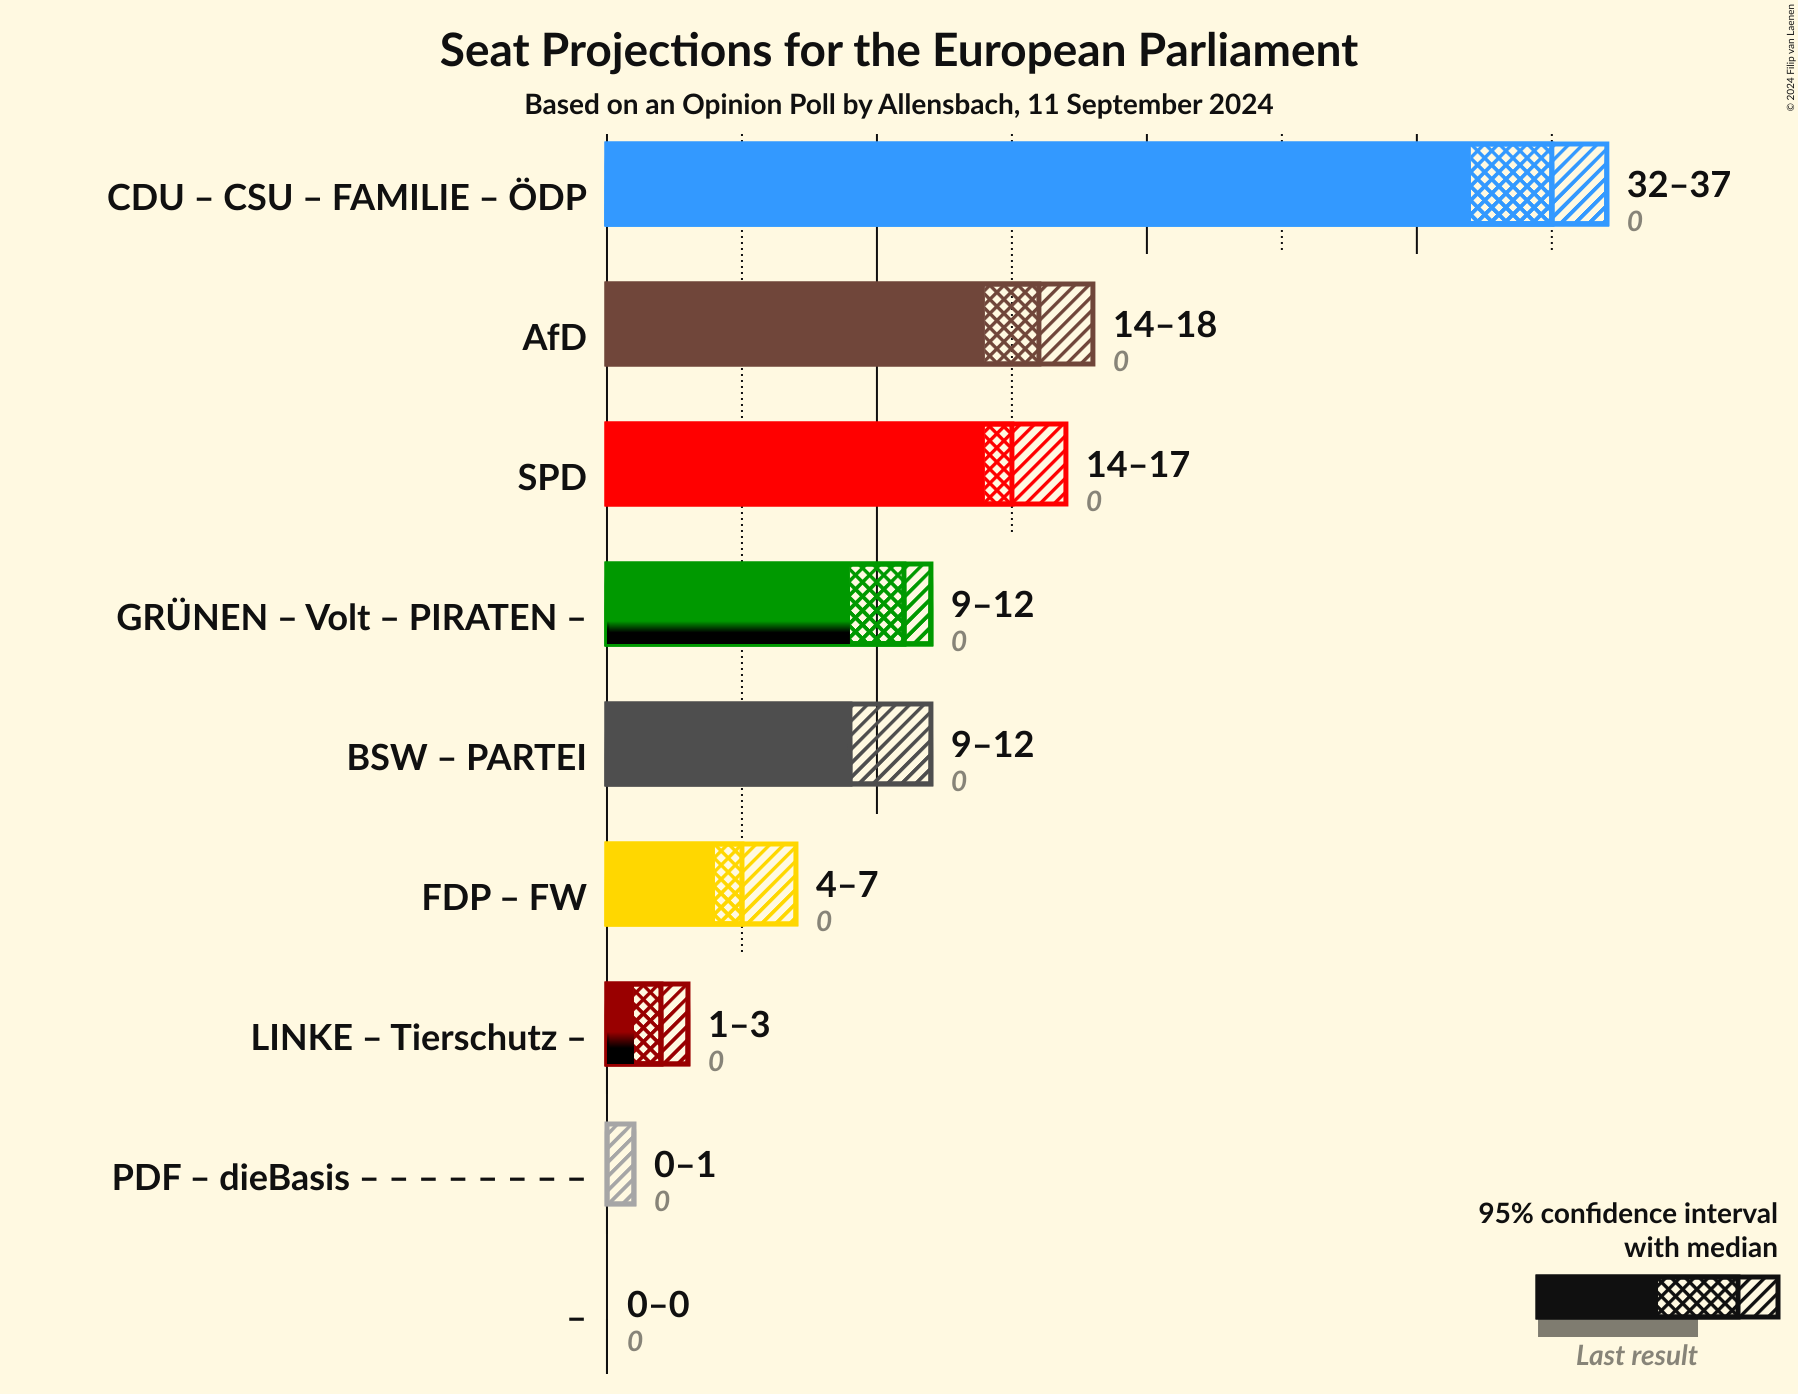 Seat Projections for the European Parliament
Based on an Opinion Poll by Allensbach, 11 September 2024
© 2024 Filip van Laenen
CDU – CSU – FAMILIE – ÖDP
32–37
0
AfD
14–18
0
SPD
14–17
0
GRÜNEN – Volt – PIRATEN –
9–12
0
BSW – PARTEI
9–12
0
FDP – FW
4–7
0
LINKE – Tierschutz –
1–3
0
PDF – dieBasis – – – – – – – –
0–1
0
–
0–0
0
95% confidence interval
with median
Last result